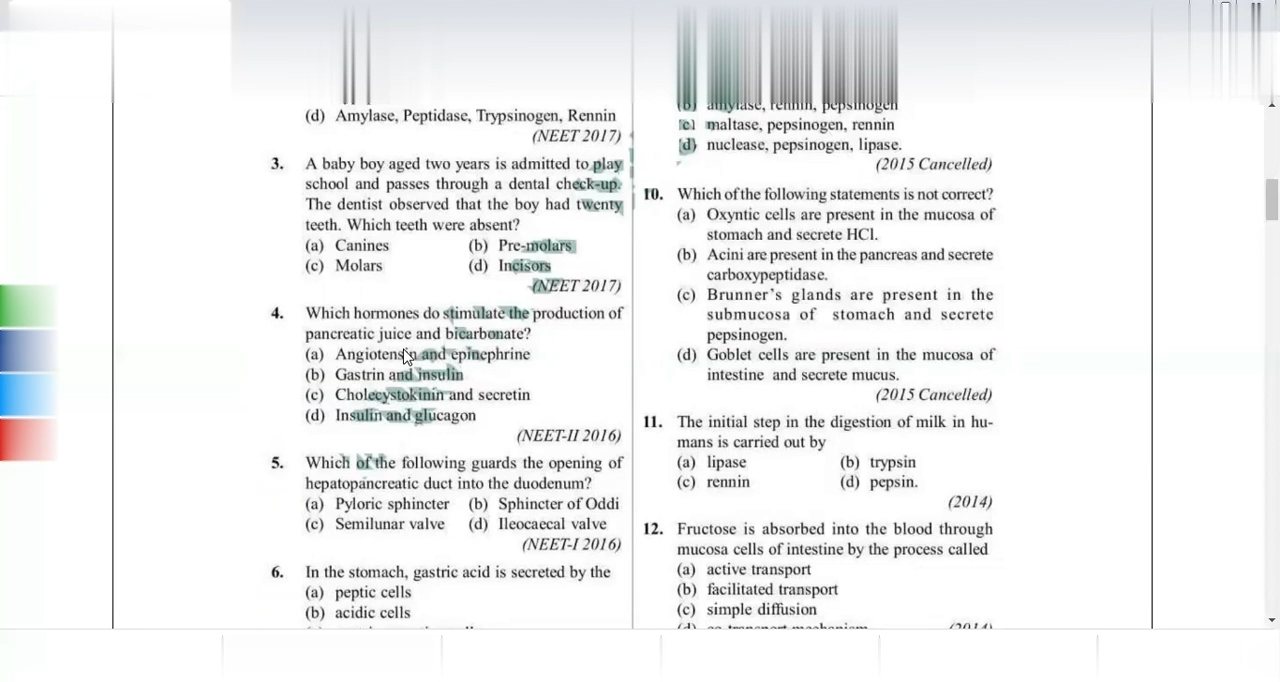 (d) Amylase, Peptidase, Trypsinogen, Rennin
(NEET 2017)
3. A baby boy aged two years is admitted to play
school and passes through a dental check-up.
The dentist observed that the boy had twenty
teeth. Which teeth were absent?
(a) Canines (b) Pre-molars
(c) Molars (d) Incisors
(NEET 2017)
4. Which hormones do stimulate the production of
pancreatic juice and bicarbonate?
(a) Angiotensin and epinephrine
(b) Gastrin and insulin
(c) Cholecystokinin and secretin
(d) Insulin and glucagon
(NEET-II 2016)
5. Which of the following guards the opening of
hepatopancreatic duct into the duodenum?
(a) Pyloric sphincter (b) Sphincter of Oddi
(c) Semilunar valve (d) Ileocaecal valve
(NEET-I 2016)
6. In the stomach, gastric acid is secreted by the
(a) peptic cells
(b) acidic cells
(b) amylase, rennin, pepsinogen
(c) maltase, pepsinogen, rennin
(d) nuclease, pepsinogen, lipase.
(2015 Cancelled)
10. Which of the following statements is not correct?
(a) Oxyntic cells are present in the mucosa of
stomach and secrete HCl.
(b) Acini are present in the pancreas and secrete
carboxypeptidase.
(c) Brunner's glands are present in the
submucosa of stomach and secrete
pepsinogen.
(d) Goblet cells are present in the mucosa of
intestine and secrete mucus.
(2015 Cancelled)
11. The initial step in the digestion of milk in hu-
mans is carried out by
(a) lipase (b) trypsin
(c) rennin (d) pepsin.
(2014)
12. Fructose is absorbed into the blood through
mucosa cells of intestine by the process called
(a) active transport
(b) facilitated transport
(c) simple diffusion
(d) co-transport mechanism (2014)